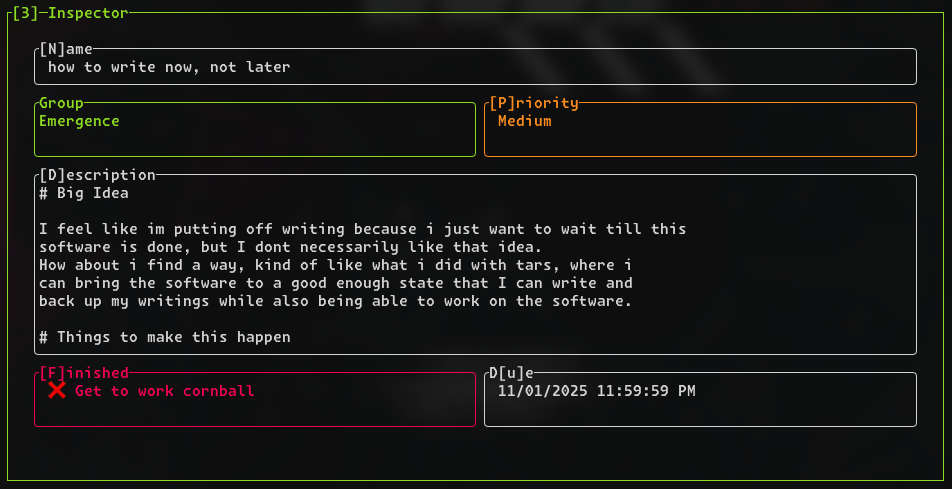 [3] Inspector
[N]ame
how to write now, not later
Group
Emergence
[P]riority
Medium
[D]escription
# Big Idea
I feel like im putting off writing because i just want to wait till this
software is done, but I dont necessarily like that idea.
How about i find a way, kind of like what i did with tars, where i
can bring the software to a good enough state that I can write and
back up my writings while also being able to work on the software.
# Things to make this happen
[F]inished
❌ Get to work cornball
D[u]e
11/01/2025 11:59:59 PM